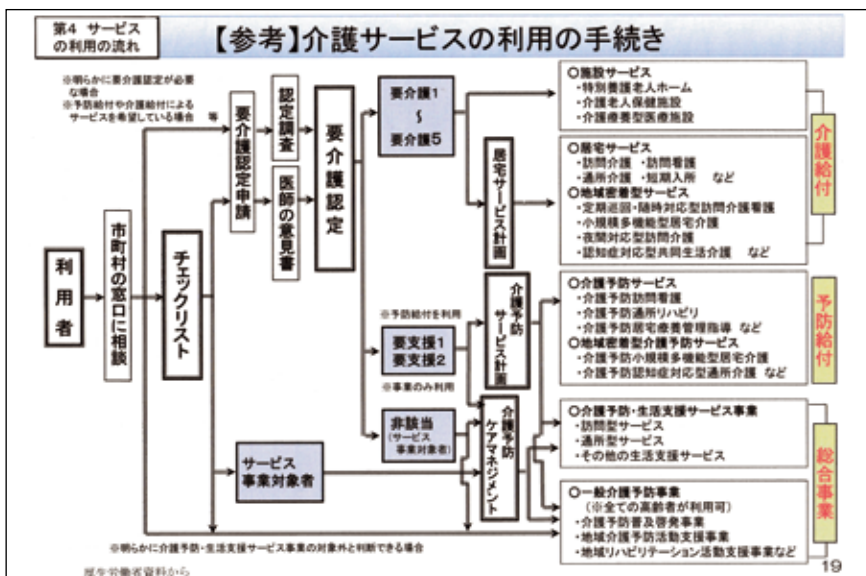 第4 サービス
の利用の流れ
【参考】介護サービスの利用の手続き
※明らかに要介護認定が必要
な場合
※予防給付や介護給付による
サービスを希望している場合 等
利用者
市町村の窓口に相談
チェックリスト
要介護認定申請
認定調査
医師の意見書
要介護認定
要介護1
~
要介護5
居宅サービス計画
※予防給付を利用
要支援1
要支援2
※事業のみ利用
非該当
(サービス
事業対象者)
サービス
事業対象者
介護予防
サービス計画
介護予防
ケアマネジメント
○施設サービス
・特別養護老人ホーム
・介護老人保健施設
・介護療養型医療施設
○居宅サービス
・訪問介護 ・訪問看護
・通所介護 ・短期入所 など
○地域密着型サービス
・定期巡回・随時対応型訪問介護看護
・小規模多機能型居宅介護
・夜間対応型訪問介護
・認知症対応型共同生活介護 など
介護給付
○介護予防サービス
・介護予防訪問看護
・介護予防通所リハビリ
・介護予防居宅療養管理指導 など
○地域密着型介護予防サービス
・介護予防小規模多機能型居宅介護
・介護予防認知症対応型通所介護 など
予防給付
○介護予防・生活支援サービス事業
・訪問型サービス
・通所型サービス
・その他の生活支援サービス
○一般介護予防事業
(※全ての高齢者が利用可)
・介護予防普及啓発事業
・地域介護予防活動支援事業
・地域リハビリテーション活動支援事業など
総合事業
※明らかに介護予防・生活支援サービス事業の対象外と判断できる場合
厚生労働省資料から
19